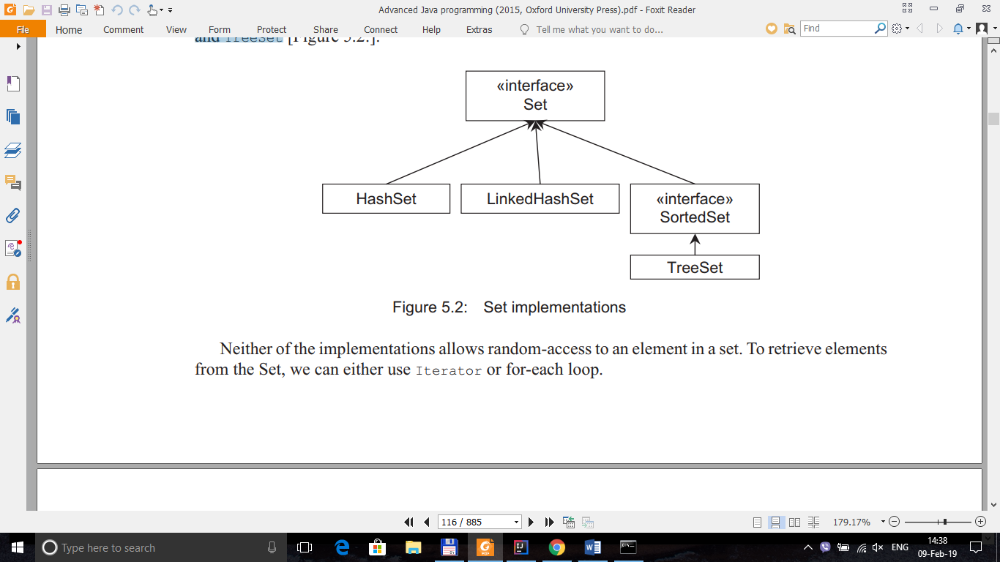 Advanced Java programming (2015, Oxford University Press).pdf - Foxit Reader
File Home Comment View Form Protect Share Connect Help Extras Tell me what you want to do... Find
and TreeSet [Figure 5.2.].
«interface»
Set
HashSet
LinkedHashSet
«interface»
SortedSet
TreeSet
Figure 5.2: Set implementations
Neither of the implementations allows random-access to an element in a set. To retrieve elements
from the Set, we can either use Iterator or for-each loop.
116 / 885
179.17%
Type here to search
ENG
14:38
09-Feb-19